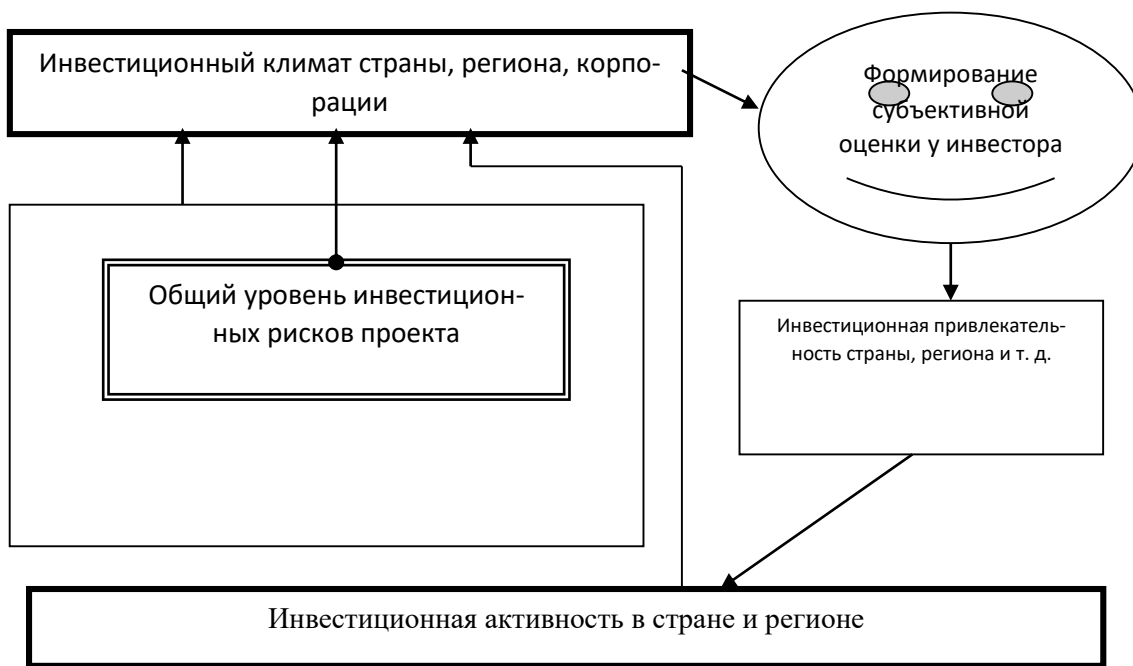 Инвестиционный климат страны, региона, корпо-
рации
Формирование
субъективной
оценки у инвестора
Общий уровень инвестицион-
ных рисков проекта
Инвестиционная привлекатель-
ность страны, региона и т. д.
Инвестиционная активность в стране и регионе